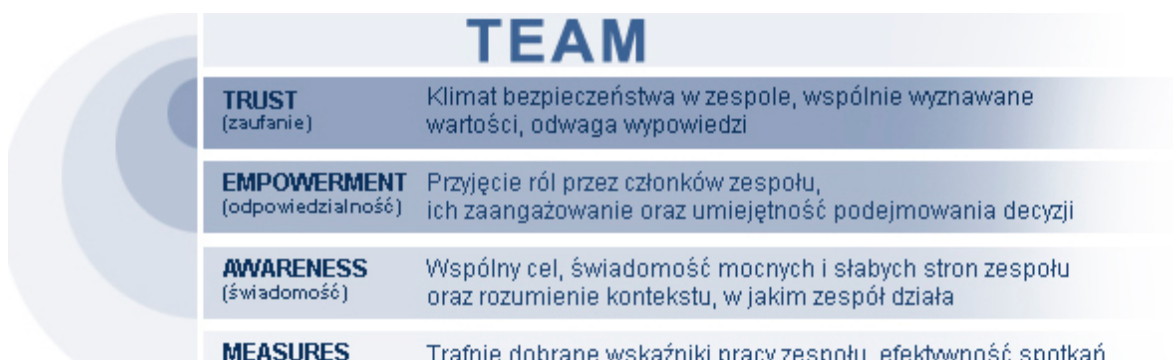 TEAM
TRUST
(zaufanie)
Klimat bezpieczeństwa w zespole, wspólnie wyznawane
wartości, odwaga wypowiedzi
EMPOWERMENT
(odpowiedzialność)
Przyjęcie ról przez członków zespołu,
ich zaangażowanie oraz umiejętność podejmowania decyzji
AWARENESS
(świadomość)
Wspólny cel, świadomość mocnych i słabych stron zespołu
oraz rozumienie kontekstu, w jakim zespół działa
MEASURES
Trafnie dobrane wskaźniki pracy zespołu, efektywność spotkań